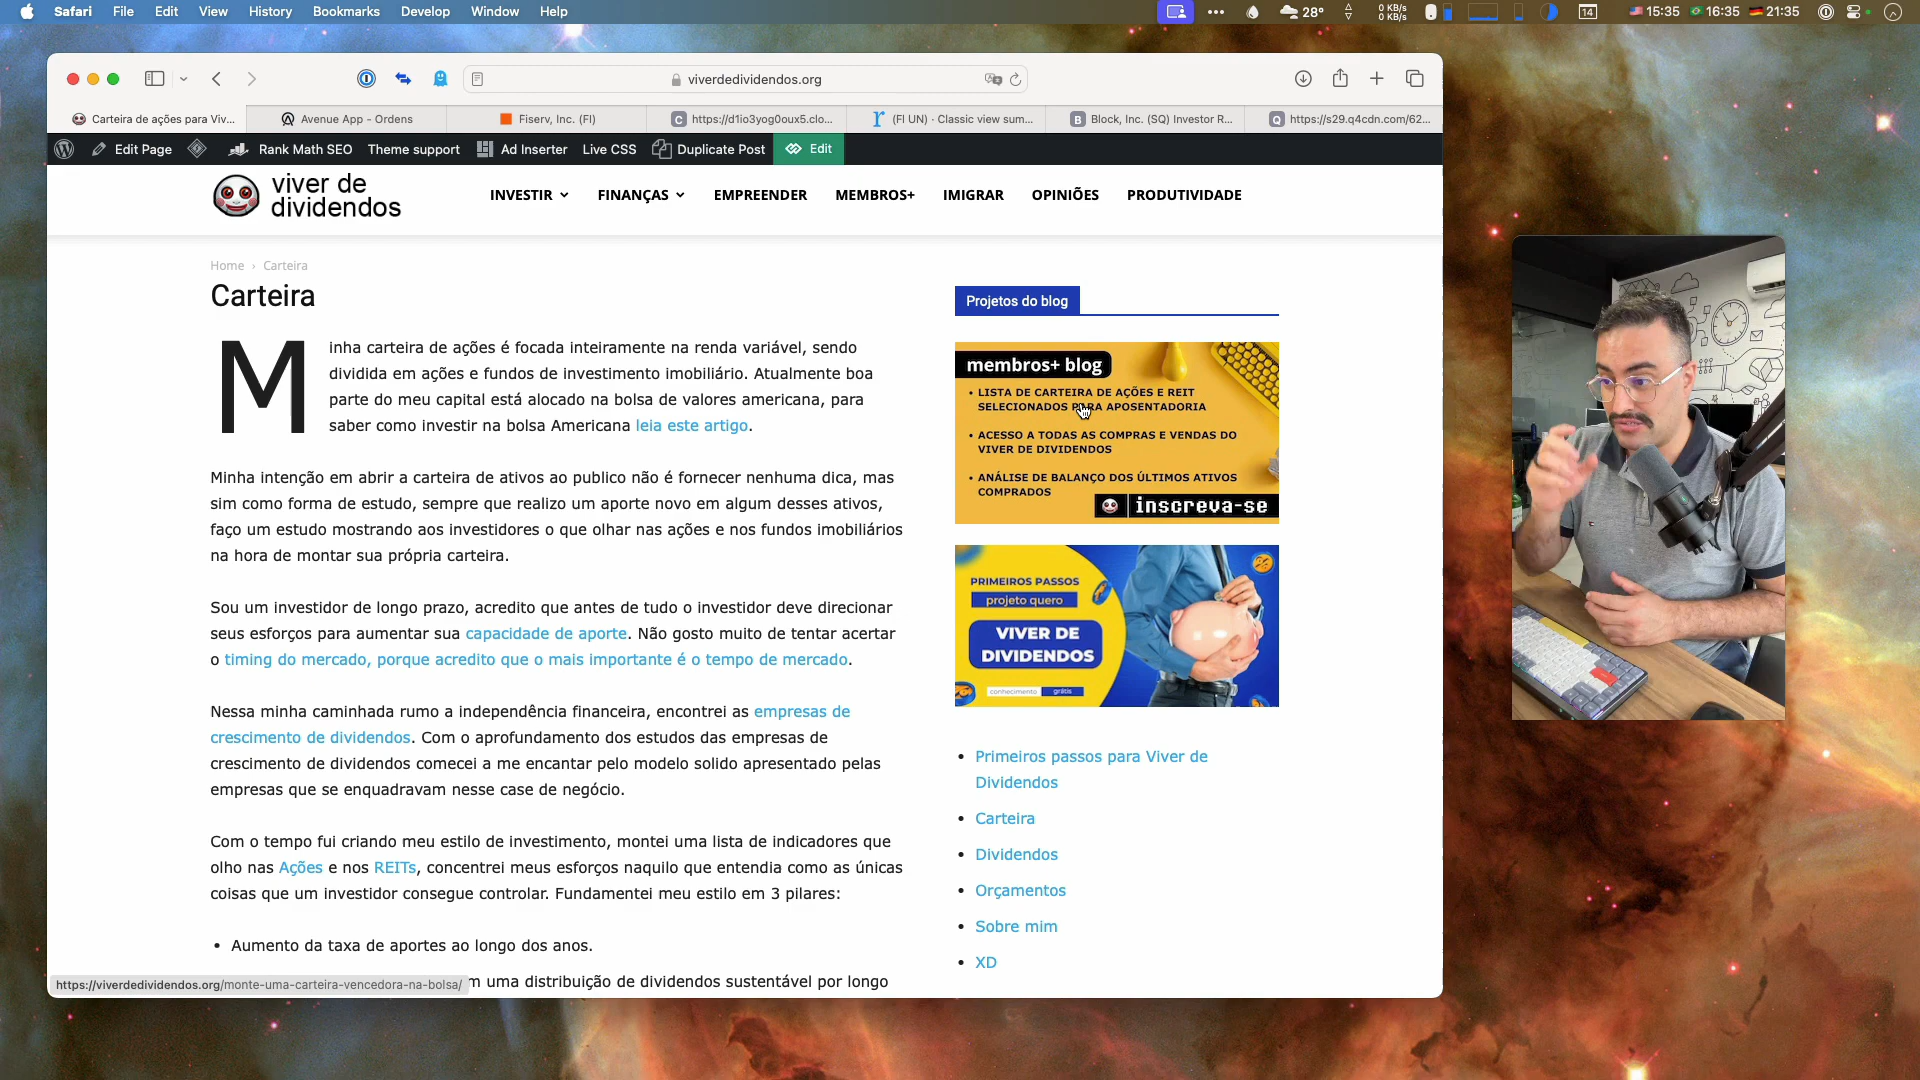 Safari File Edit View History Bookmarks Develop Window Help
28° 0 KB/s 0 KB/s 14 15:35 16:35 21:35
viverdedividendos.org
Carteira de ações para Viv...
Avenue App - Ordens
Fiserv, Inc. (FI)
https://d1io3yog0oux5.clo...
(FI UN) · Classic view sum...
Block, Inc. (SQ) Investor R...
https://s29.q4cdn.com/62...
Edit Page Rank Math SEO Theme support Ad Inserter Live CSS Duplicate Post Edit
viver de
dividendos
INVESTIR FINANÇAS EMPREENDER MEMBROS+ IMIGRAR OPINIÕES PRODUTIVIDADE
Home › Carteira
Carteira
Minha carteira de ações é focada inteiramente na renda variável, sendo
dividida em ações e fundos de investimento imobiliário. Atualmente boa
parte do meu capital está alocado na bolsa de valores americana, para
saber como investir na bolsa Americana leia este artigo.
Minha intenção em abrir a carteira de ativos ao publico não é fornecer nenhuma dica, mas
sim como forma de estudo, sempre que realizo um aporte novo em algum desses ativos,
faço um estudo mostrando aos investidores o que olhar nas ações e nos fundos imobiliários
na hora de montar sua própria carteira.
Sou um investidor de longo prazo, acredito que antes de tudo o investidor deve direcionar
seus esforços para aumentar sua capacidade de aporte. Não gosto muito de tentar acertar
o timing do mercado, porque acredito que o mais importante é o tempo de mercado.
Nessa minha caminhada rumo a independência financeira, encontrei as empresas de
crescimento de dividendos. Com o aprofundamento dos estudos das empresas de
crescimento de dividendos comecei a me encantar pelo modelo solido apresentado pelas
empresas que se enquadravam nesse case de negócio.
Com o tempo fui criando meu estilo de investimento, montei uma lista de indicadores que
olho nas Ações e nos REITs, concentrei meus esforços naquilo que entendia como as únicas
coisas que um investidor consegue controlar. Fundamentei meu estilo em 3 pilares:
• Aumento da taxa de aportes ao longo dos anos.
m uma distribuição de dividendos sustentável por longo
https://viverdedividendos.org/monte-uma-carteira-vencedora-na-bolsa/
Projetos do blog
membros+ blog
• LISTA DE CARTEIRA DE AÇÕES E REIT
SELECIONADOS PARA APOSENTADORIA
• ACESSO A TODAS AS COMPRAS E VENDAS DO
VIVER DE DIVIDENDOS
• ANÁLISE DE BALANÇO DOS ÚLTIMOS ATIVOS
COMPRADOS
inscreva-se
PRIMEIROS PASSOS
projeto quero
VIVER DE
DIVIDENDOS
conhecimento grátis
• Primeiros passos para Viver de
Dividendos
• Carteira
• Dividendos
• Orçamentos
• Sobre mim
• XD